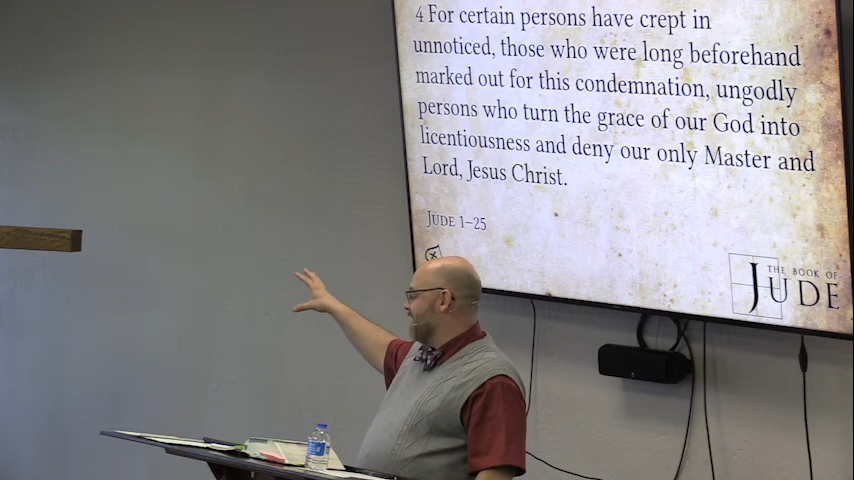 4 For certain persons have crept in
unnoticed, those who were long beforehand
marked out for this condemnation, ungodly
persons who turn the grace of our God into
licentiousness and deny our only Master and
Lord, Jesus Christ.
JUDE 1–25
THE BOOK OF
JUDE